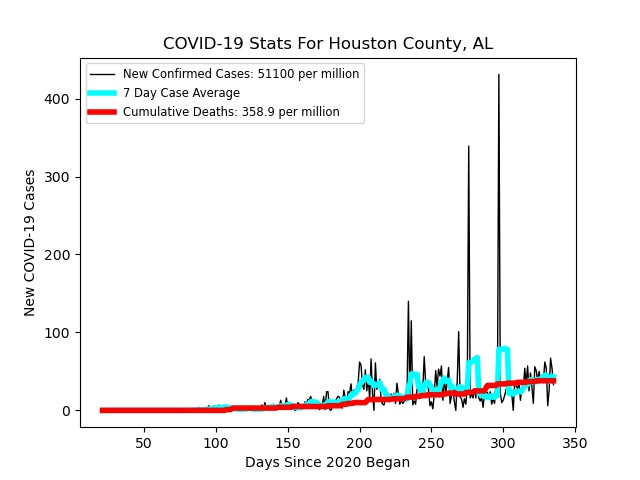 COVID-19 Stats For Houston County, AL
New Confirmed Cases: 51100 per million
7 Day Case Average
Cumulative Deaths: 358.9 per million
New COVID-19 Cases
400
300
200
100
0
50 100 150 200 250 300 350
Days Since 2020 Began